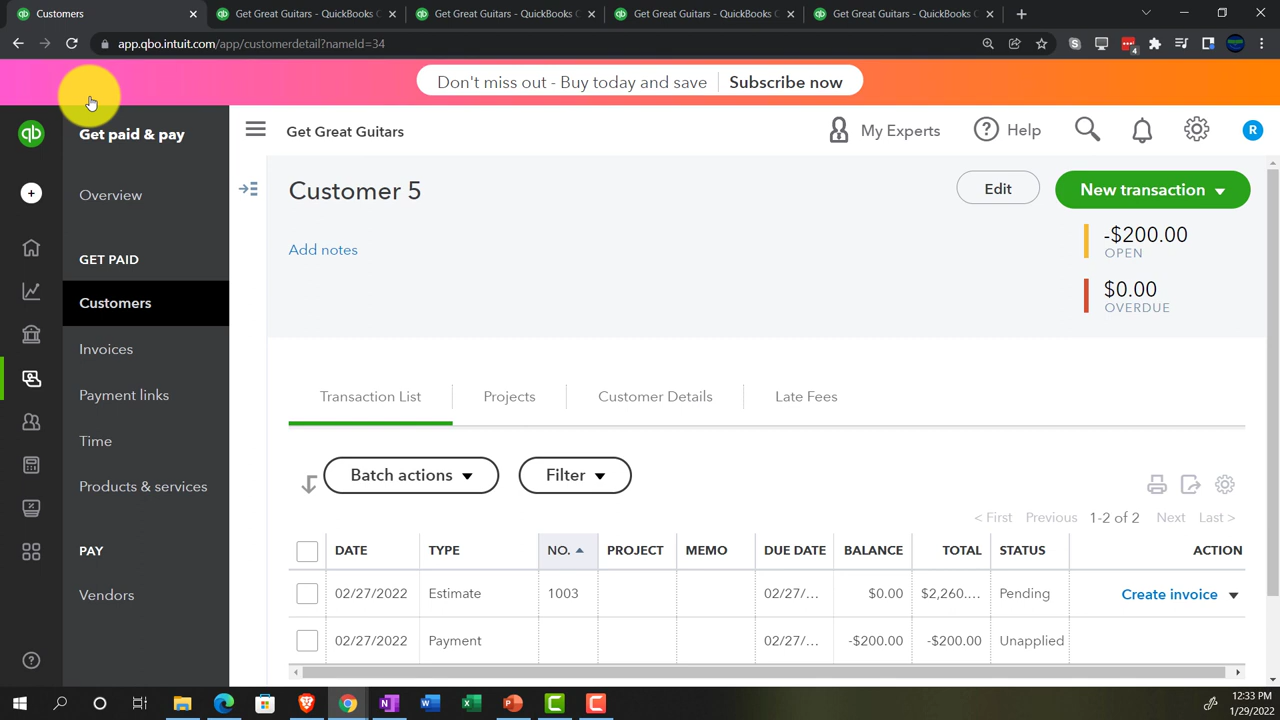 Customers
Get Great Guitars - QuickBooks C
Get Great Guitars - QuickBooks C
Get Great Guitars - QuickBooks C
Get Great Guitars - QuickBooks C
app.qbo.intuit.com/app/customerdetail?nameId=34
4
Don't miss out - Buy today and save
Subscribe now
qb
Get paid & pay
Overview
GET PAID
Customers
Invoices
Payment links
Time
Products & services
PAY
Vendors
Get Great Guitars
My Experts
Help
R
Customer 5
Edit
New transaction
Add notes
-$200.00
OPEN
$0.00
OVERDUE
Transaction List
Projects
Customer Details
Late Fees
Batch actions
Filter
< First Previous 1-2 of 2 Next Last >
DATE TYPE NO. PROJECT MEMO DUE DATE BALANCE TOTAL STATUS ACTION
02/27/2022 Estimate 1003 02/27/... $0.00 $2,260.... Pending Create invoice
02/27/2022 Payment 02/27/... -$200.00 -$200.00 Unapplied
12:33 PM
1/29/2022